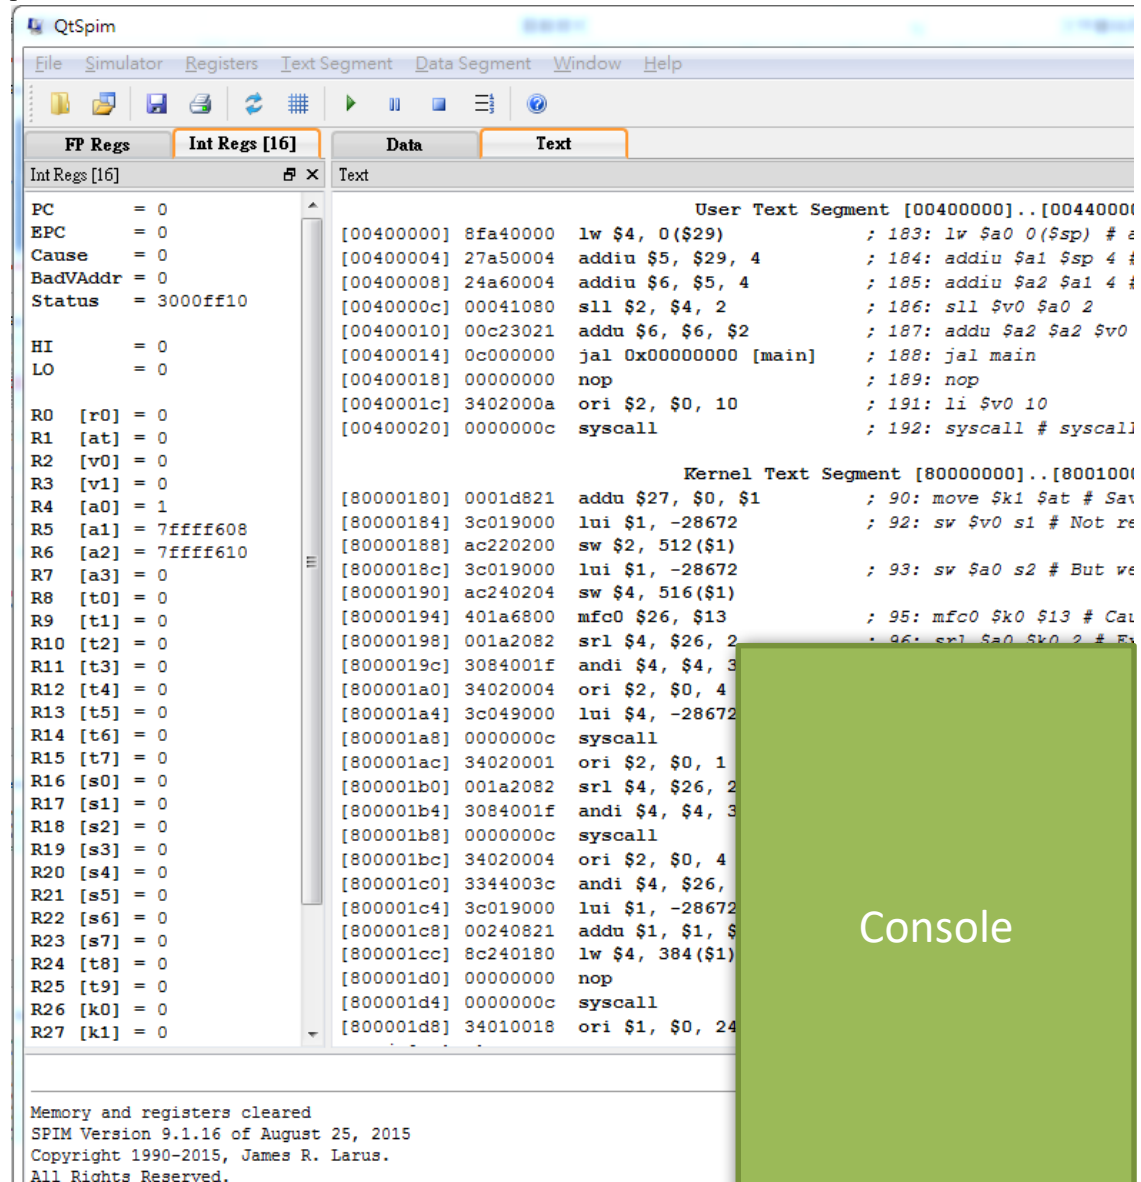 QtSpim
File Simulator Registers Text Segment Data Segment Window Help
FP Regs Int Regs [16] Data Text
Int Regs [16] Text
PC = 0
EPC = 0
Cause = 0
BadVAddr = 0
Status = 3000ff10
HI = 0
LO = 0
R0 [r0] = 0
R1 [at] = 0
R2 [v0] = 0
R3 [v1] = 0
R4 [a0] = 1
R5 [a1] = 7ffff608
R6 [a2] = 7ffff610
R7 [a3] = 0
R8 [t0] = 0
R9 [t1] = 0
R10 [t2] = 0
R11 [t3] = 0
R12 [t4] = 0
R13 [t5] = 0
R14 [t6] = 0
R15 [t7] = 0
R16 [s0] = 0
R17 [s1] = 0
R18 [s2] = 0
R19 [s3] = 0
R20 [s4] = 0
R21 [s5] = 0
R22 [s6] = 0
R23 [s7] = 0
R24 [t8] = 0
R25 [t9] = 0
R26 [k0] = 0
R27 [k1] = 0
User Text Segment [00400000]..[0044000
[00400000] 8fa40000 lw $4, 0($29) ; 183: lw $a0 0($sp) # a
[00400004] 27a50004 addiu $5, $29, 4 ; 184: addiu $a1 $sp 4 #
[00400008] 24a60004 addiu $6, $5, 4 ; 185: addiu $a2 $a1 4 #
[0040000c] 00041080 sll $2, $4, 2 ; 186: sll $v0 $a0 2
[00400010] 00c23021 addu $6, $6, $2 ; 187: addu $a2 $a2 $v0
[00400014] 0c000000 jal 0x00000000 [main] ; 188: jal main
[00400018] 00000000 nop ; 189: nop
[0040001c] 3402000a ori $2, $0, 10 ; 191: li $v0 10
[00400020] 0000000c syscall ; 192: syscall # syscall
Kernel Text Segment [80000000]..[8001000
[80000180] 0001d821 addu $27, $0, $1 ; 90: move $k1 $at # Sav
[80000184] 3c019000 lui $1, -28672 ; 92: sw $v0 s1 # Not re
[80000188] ac220200 sw $2, 512($1)
[8000018c] 3c019000 lui $1, -28672 ; 93: sw $a0 s2 # But we
[80000190] ac240204 sw $4, 516($1)
[80000194] 401a6800 mfc0 $26, $13 ; 95: mfc0 $k0 $13 # Cau
[80000198] 001a2082 srl $4, $26, 2 ; 96: srl $a0 $k0 2 # Ex
[8000019c] 3084001f andi $4, $4, 3
[800001a0] 34020004 ori $2, $0, 4
[800001a4] 3c049000 lui $4, -28672
[800001a8] 0000000c syscall
[800001ac] 34020001 ori $2, $0, 1
[800001b0] 001a2082 srl $4, $26, 2
[800001b4] 3084001f andi $4, $4, 3
[800001b8] 0000000c syscall
[800001bc] 34020004 ori $2, $0, 4
[800001c0] 3344003c andi $4, $26,
[800001c4] 3c019000 lui $1, -28672
[800001c8] 00240821 addu $1, $1, $
[800001cc] 8c240180 lw $4, 384($1)
[800001d0] 00000000 nop
[800001d4] 0000000c syscall
[800001d8] 34010018 ori $1, $0, 24
Console
Memory and registers cleared
SPIM Version 9.1.16 of August 25, 2015
Copyright 1990-2015, James R. Larus.
All Rights Reserved.